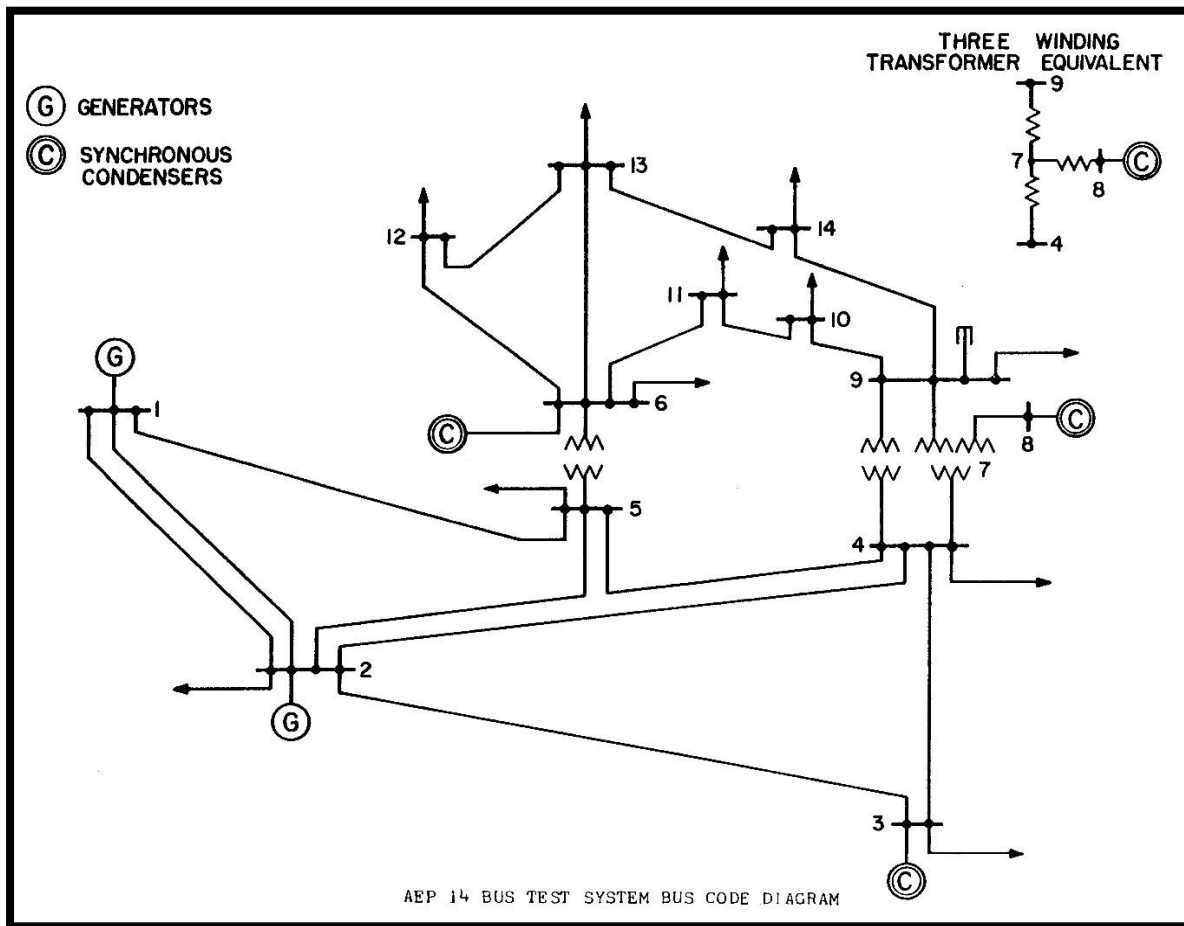 THREE WINDING
TRANSFORMER EQUIVALENT
9
G GENERATORS
13
7
C
C SYNCHRONOUS
CONDENSERS
8
12
14
4
11
10
G
9
1
6
C
8
C
7
5
4
2
G
3
C
AEP 14 BUS TEST SYSTEM BUS CODE DIAGRAM